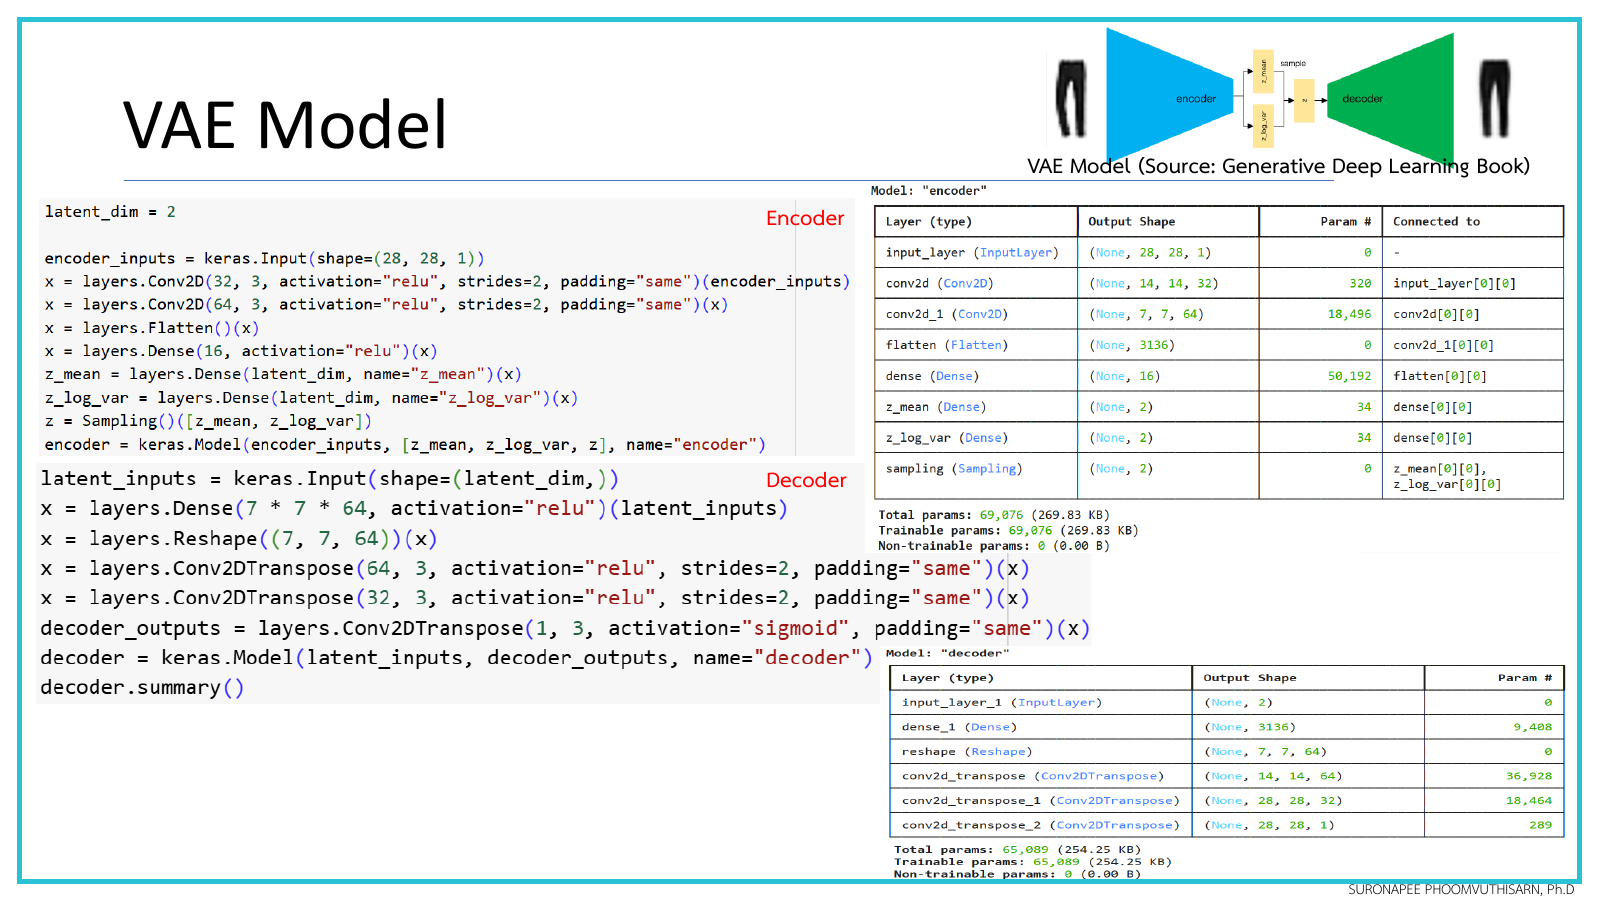 VAE Model
encoder
z_mean
z_log_var
sample
z
decoder
VAE Model (Source: Generative Deep Learning Book)
Encoder
latent_dim = 2
encoder_inputs = keras.Input(shape=(28, 28, 1))
x = layers.Conv2D(32, 3, activation="relu", strides=2, padding="same")(encoder_inputs)
x = layers.Conv2D(64, 3, activation="relu", strides=2, padding="same")(x)
x = layers.Flatten()(x)
x = layers.Dense(16, activation="relu")(x)
z_mean = layers.Dense(latent_dim, name="z_mean")(x)
z_log_var = layers.Dense(latent_dim, name="z_log_var")(x)
z = Sampling()([z_mean, z_log_var])
encoder = keras.Model(encoder_inputs, [z_mean, z_log_var, z], name="encoder")
Decoder
latent_inputs = keras.Input(shape=(latent_dim,))
x = layers.Dense(7 * 7 * 64, activation="relu")(latent_inputs)
x = layers.Reshape((7, 7, 64))(x)
x = layers.Conv2DTranspose(64, 3, activation="relu", strides=2, padding="same")(x)
x = layers.Conv2DTranspose(32, 3, activation="relu", strides=2, padding="same")(x)
decoder_outputs = layers.Conv2DTranspose(1, 3, activation="sigmoid", padding="same")(x)
decoder = keras.Model(latent_inputs, decoder_outputs, name="decoder")
decoder.summary()
Model: "encoder"
Layer (type) Output Shape Param # Connected to
input_layer (InputLayer) (None, 28, 28, 1) 0 -
conv2d (Conv2D) (None, 14, 14, 32) 320 input_layer[0][0]
conv2d_1 (Conv2D) (None, 7, 7, 64) 18,496 conv2d[0][0]
flatten (Flatten) (None, 3136) 0 conv2d_1[0][0]
dense (Dense) (None, 16) 50,192 flatten[0][0]
z_mean (Dense) (None, 2) 34 dense[0][0]
z_log_var (Dense) (None, 2) 34 dense[0][0]
sampling (Sampling) (None, 2) 0 z_mean[0][0],
z_log_var[0][0]
Total params: 69,076 (269.83 KB)
Trainable params: 69,076 (269.83 KB)
Non-trainable params: 0 (0.00 B)
Model: "decoder"
Layer (type) Output Shape Param #
input_layer_1 (InputLayer) (None, 2) 0
dense_1 (Dense) (None, 3136) 9,408
reshape (Reshape) (None, 7, 7, 64) 0
conv2d_transpose (Conv2DTranspose) (None, 14, 14, 64) 36,928
conv2d_transpose_1 (Conv2DTranspose) (None, 28, 28, 32) 18,464
conv2d_transpose_2 (Conv2DTranspose) (None, 28, 28, 1) 289
Total params: 65,089 (254.25 KB)
Trainable params: 65,089 (254.25 KB)
Non-trainable params: 0 (0.00 B)
SURONAPEE PHOOMVUTHISARN, Ph.D